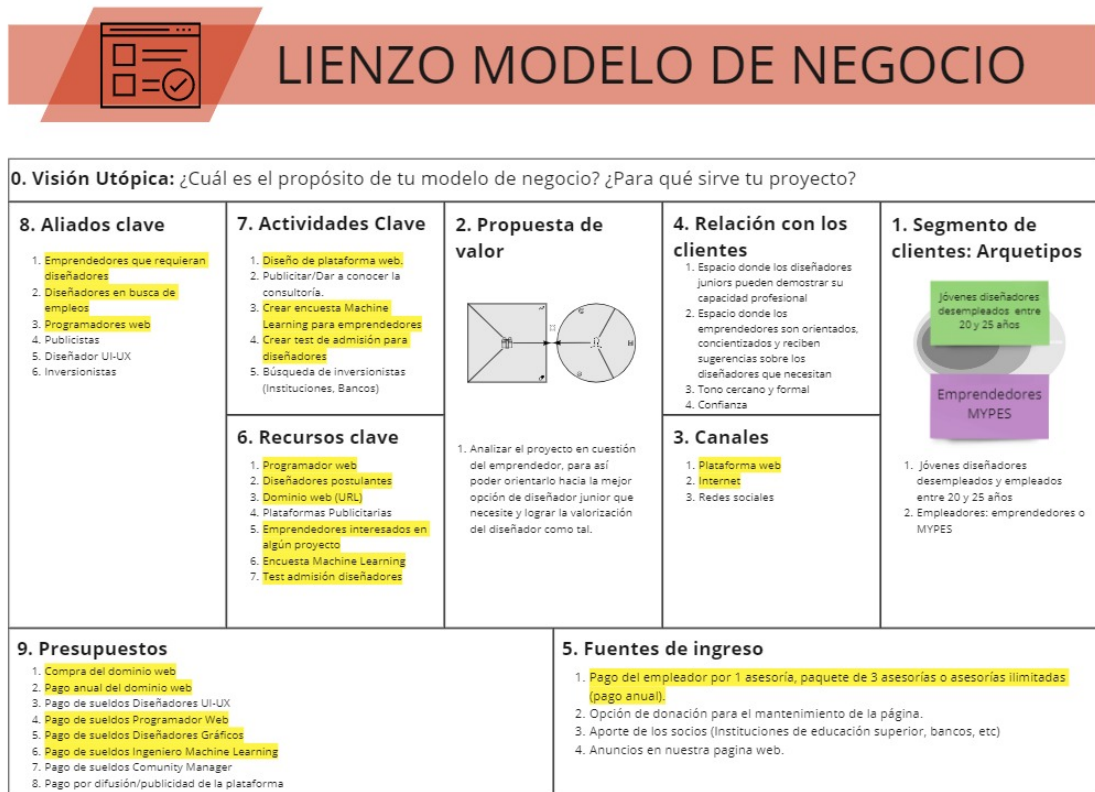 LIENZO MODELO DE NEGOCIO
0. Visión Utópica: ¿Cuál es el propósito de tu modelo de negocio? ¿Para qué sirve tu proyecto?
8. Aliados clave
1. Emprendedores que requieran
diseñadores
2. Diseñadores en busca de
empleos
3. Programadores web
4. Publicistas
5. Diseñador UI-UX
6. Inversionistas
7. Actividades Clave
1. Diseño de plataforma web.
2. Publicitar/Dar a conocer la
consultoría.
3. Crear encuesta Machine
Learning para emprendedores
4. Crear test de admisión para
diseñadores
5. Búsqueda de inversionistas
(Instituciones, Bancos)
6. Recursos clave
1. Programador web
2. Diseñadores postulantes
3. Dominio web (URL)
4. Plataformas Publicitarias
5. Emprendedores interesados en
algún proyecto
6. Encuesta Machine Learning
7. Test admisión diseñadores
2. Propuesta de
valor
1. Analizar el proyecto en cuestión
del emprendedor, para así
poder orientarlo hacia la mejor
opción de diseñador junior que
necesite y lograr la valorización
del diseñador como tal.
4. Relación con los
clientes
1. Espacio donde los diseñadores
juniors pueden demostrar su
capacidad profesional
2. Espacio donde los
emprendedores son orientados,
concientizados y reciben
sugerencias sobre los
diseñadores que necesitan
3. Tono cercano y formal
4. Confianza
3. Canales
1. Plataforma web
2. Internet
3. Redes sociales
1. Segmento de
clientes: Arquetipos
Jóvenes diseñadores
desempleados entre
20 y 25 años
Emprendedores
MYPES
1. Jóvenes diseñadores
desempleados y empleados
entre 20 y 25 años
2. Empleadores: emprendedores o
MYPES
9. Presupuestos
1. Compra del dominio web
2. Pago anual del dominio web
3. Pago de sueldos Diseñadores UI-UX
4. Pago de sueldos Programador Web
5. Pago de sueldos Diseñadores Gráficos
6. Pago de sueldos Ingeniero Machine Learning
7. Pago de sueldos Comunity Manager
8. Pago por difusión/publicidad de la plataforma
5. Fuentes de ingreso
1. Pago del empleador por 1 asesoría, paquete de 3 asesorías o asesorías ilimitadas
(pago anual).
2. Opción de donación para el mantenimiento de la página.
3. Aporte de los socios (Instituciones de educación superior, bancos, etc)
4. Anuncios en nuestra pagina web.